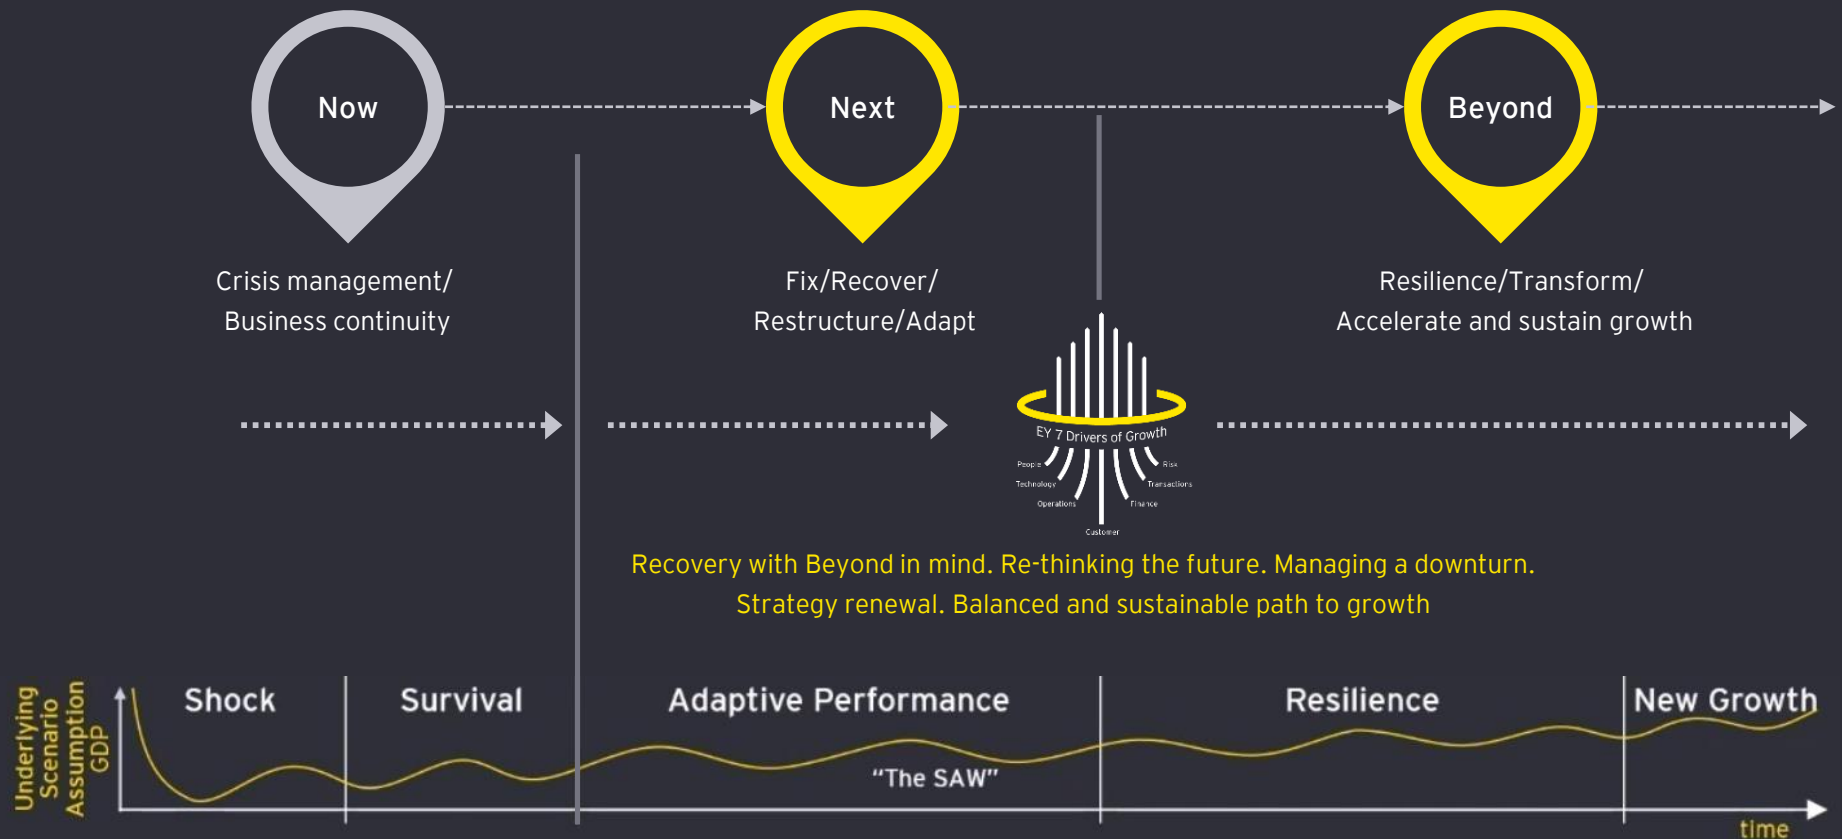 Now
Next
Beyond
Crisis management/
Business continuity
Fix/Recover/
Restructure/Adapt
Resilience/Transform/
Accelerate and sustain growth
EY 7 Drivers of Growth
People
Risk
Technology
Transactions
Operations
Finance
Customer
Recovery with Beyond in mind. Re-thinking the future. Managing a downturn.
Strategy renewal. Balanced and sustainable path to growth
Underlying
Scenario
Assumption
GDP
Shock
Survival
Adaptive Performance
Resilience
New Growth
“The SAW”
time